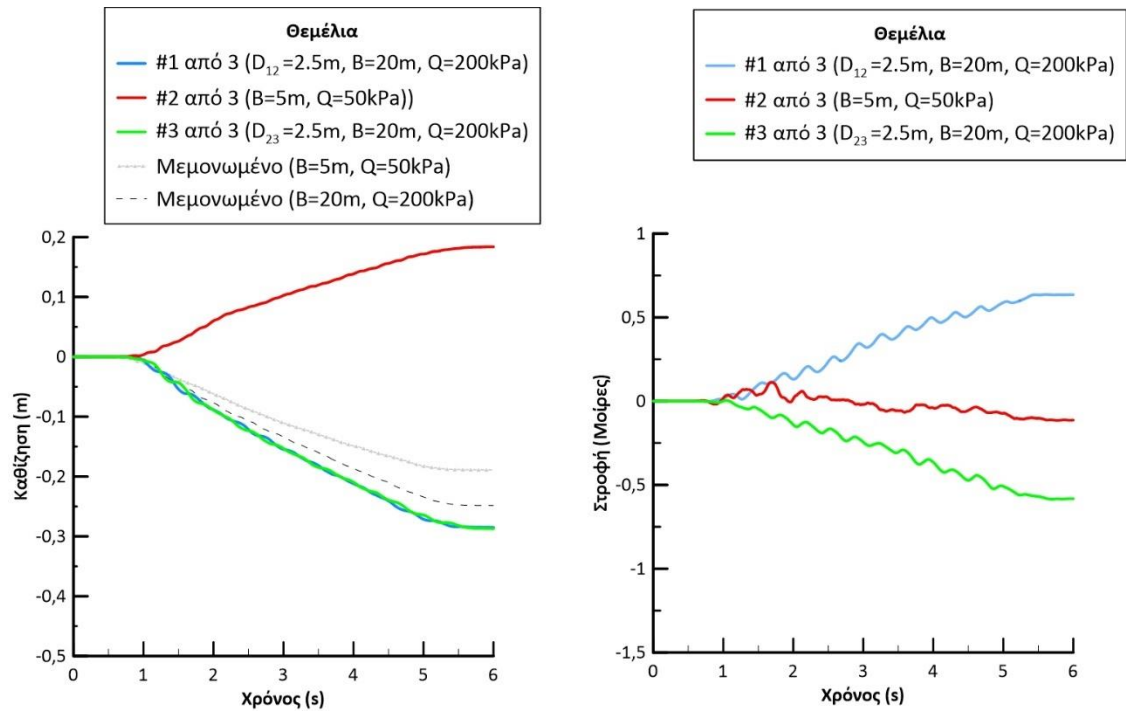 Θεμέλια
#1 από 3 (D12=2.5m, B=20m, Q=200kPa)
#2 από 3 (B=5m, Q=50kPa))
#3 από 3 (D23=2.5m, B=20m, Q=200kPa)
Μεμονωμένο (B=5m, Q=50kPa)
Μεμονωμένο (B=20m, Q=200kPa)
0,2
0,1
0
-0,1
-0,2
-0,3
-0,4
-0,5
Καθίζηση (m)
0 1 2 3 4 5 6
Χρόνος (s)
Θεμέλια
#1 από 3 (D12=2.5m, B=20m, Q=200kPa)
#2 από 3 (B=5m, Q=50kPa)
#3 από 3 (D23=2.5m, B=20m, Q=200kPa)
1
0,5
0
-0,5
-1
-1,5
Στροφή (Μοίρες)
0 1 2 3 4 5 6
Χρόνος (s)